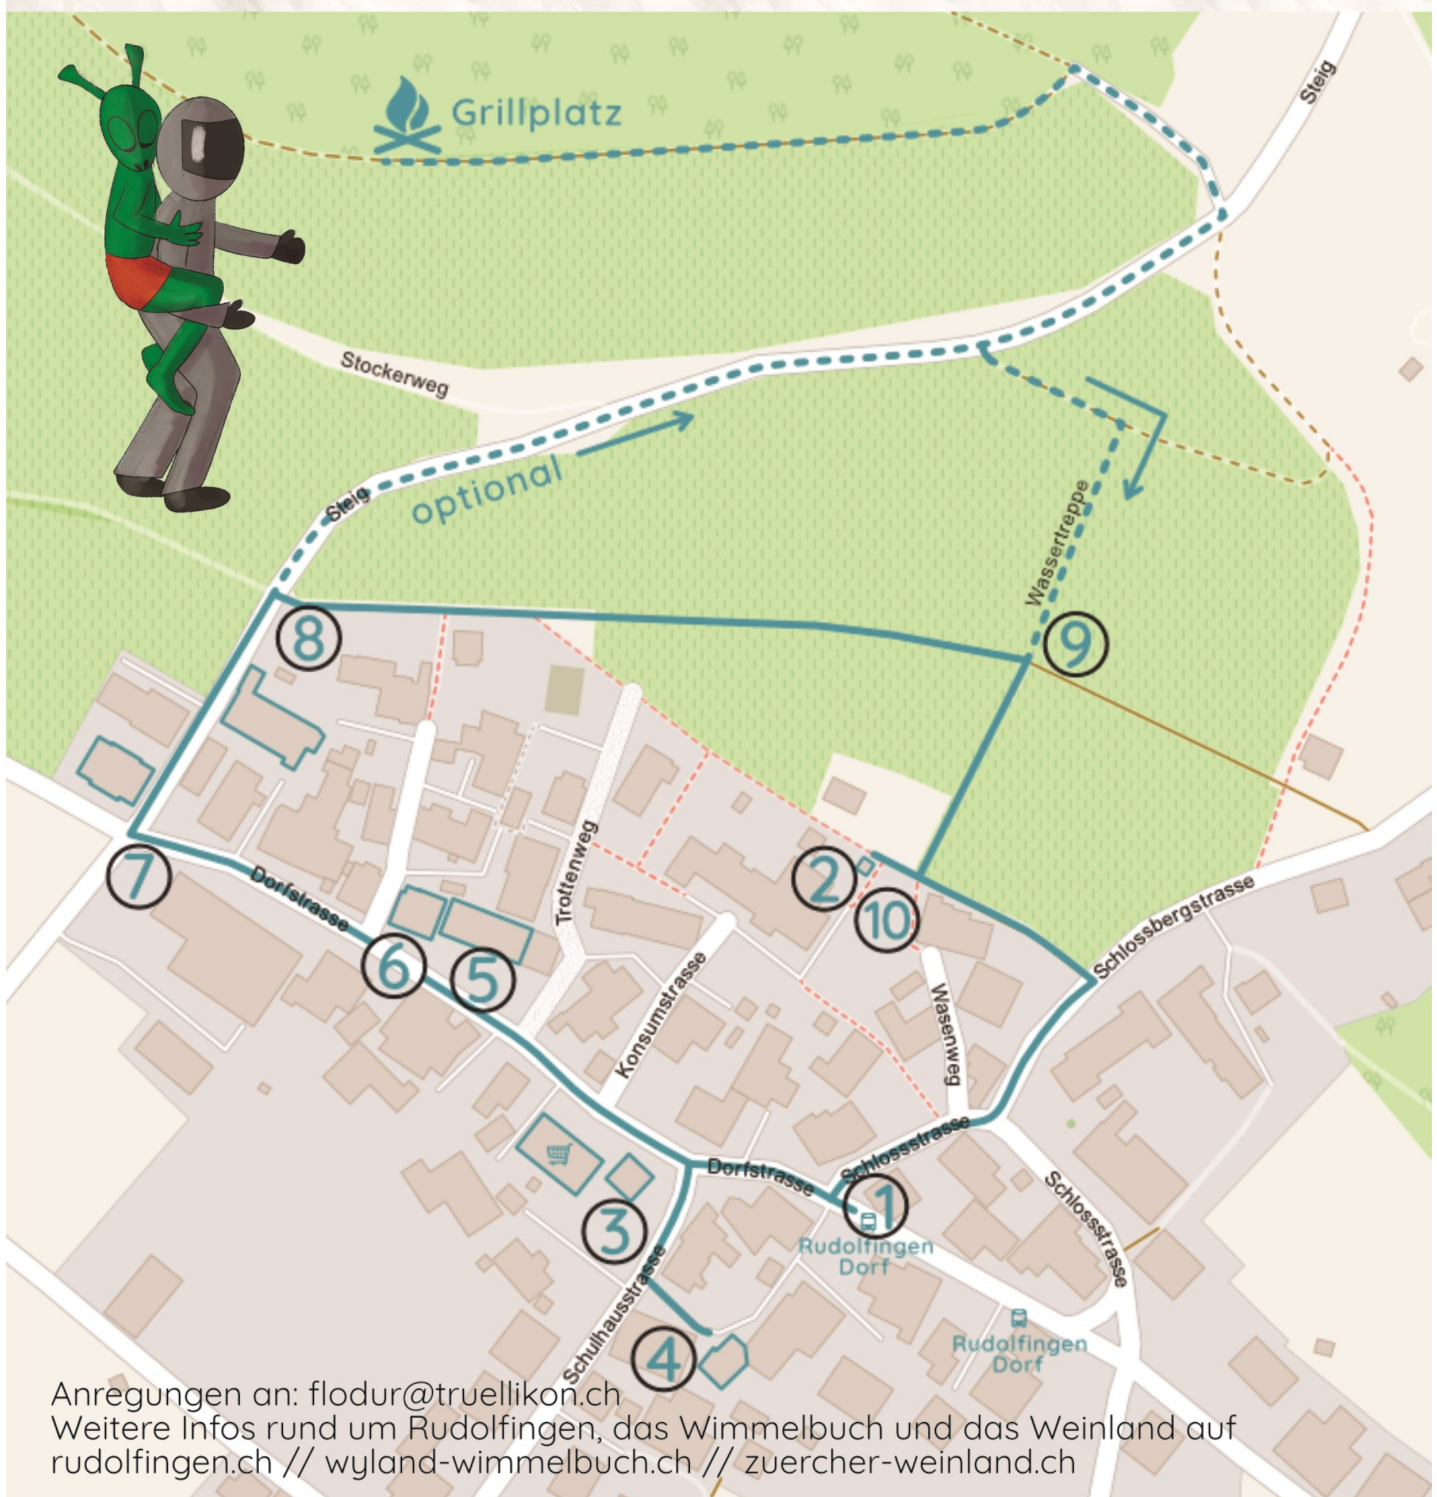 Grillplatz
Steig
Stockerweg
optional
Steig
Wassertreppe
8
9
7
Dorfstrasse
Trottenweg
2
10
Schlossbergstrasse
6
5
Konsumstrasse
Wasenweg
Schlossstrasse
Dorfstrasse
1
3
Rudolfingen
Dorf
Schlossstrasse
Schulhausstrasse
4
Rudolfingen
Dorf
Anregungen an: flodur@truellikon.ch
Weitere Infos rund um Rudolfingen, das Wimmelbuch und das Weinland auf
rudolfingen.ch // wyland-wimmelbuch.ch // zuercher-weinland.ch